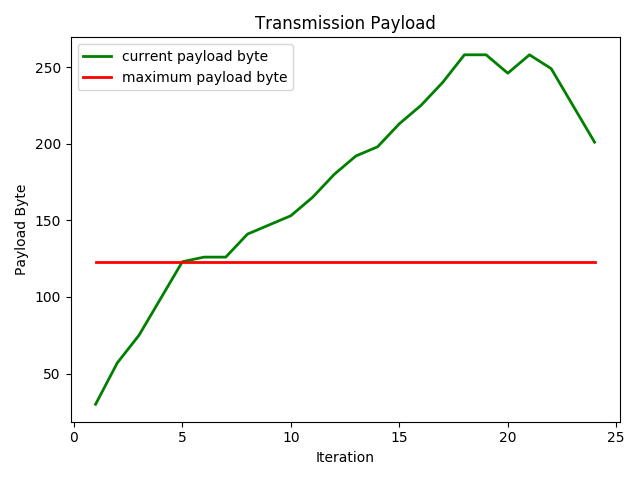 Transmission Payload
current payload byte
maximum payload byte
Payload Byte
250
200
150
100
50
0 5 10 15 20 25
Iteration